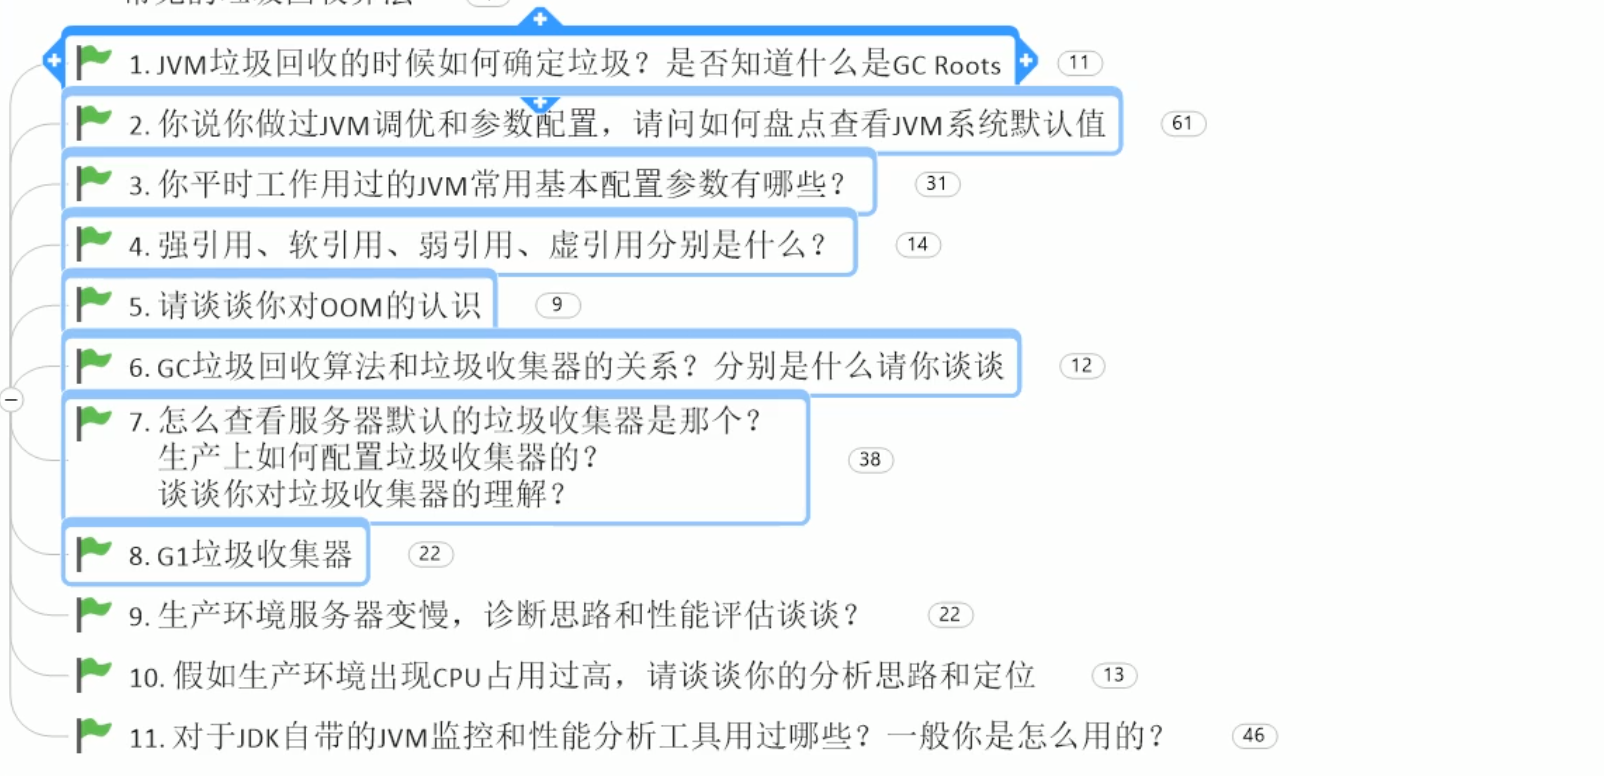 常见的垃圾回收算法
1. JVM垃圾回收的时候如何确定垃圾？是否知道什么是GC Roots 11
2. 你说你做过JVM调优和参数配置，请问如何盘点查看JVM系统默认值 61
3. 你平时工作用过的JVM常用基本配置参数有哪些？ 31
4. 强引用、软引用、弱引用、虚引用分别是什么？ 14
5. 请谈谈你对OOM的认识 9
6. GC垃圾回收算法和垃圾收集器的关系？分别是什么请你谈谈 12
7. 怎么查看服务器默认的垃圾收集器是那个？
生产上如何配置垃圾收集器的？ 38
谈谈你对垃圾收集器的理解？
8. G1垃圾收集器 22
9. 生产环境服务器变慢，诊断思路和性能评估谈谈？ 22
10. 假如生产环境出现CPU占用过高，请谈谈你的分析思路和定位 13
11. 对于JDK自带的JVM监控和性能分析工具用过哪些？一般你是怎么用的？ 46